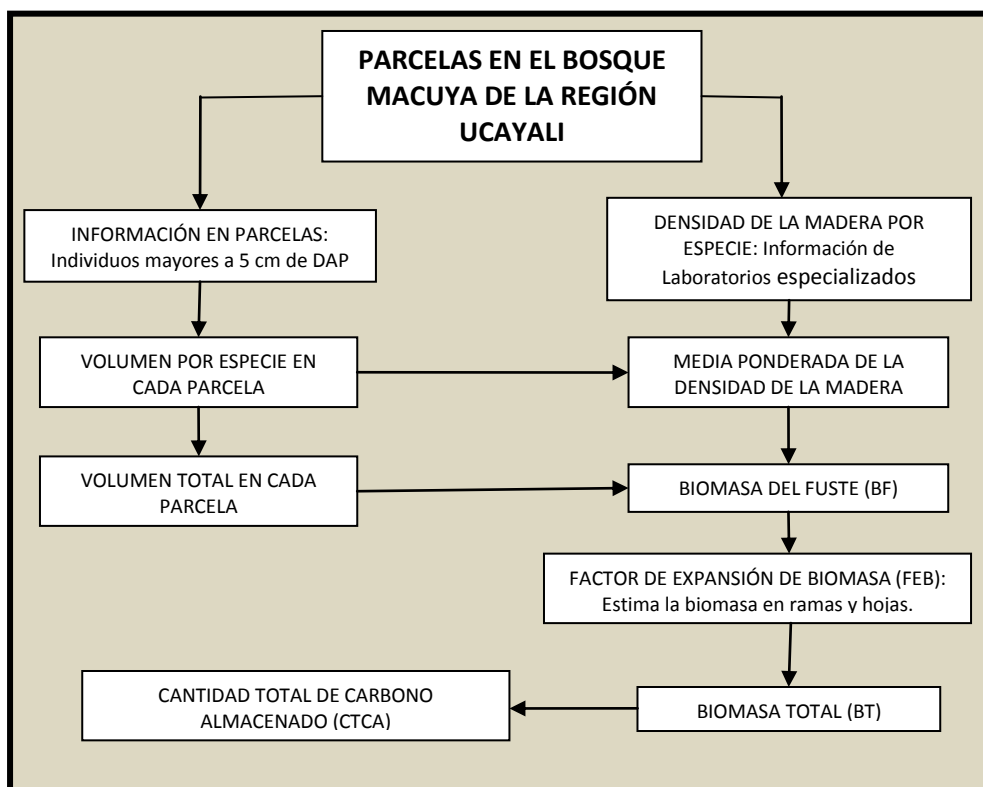 PARCELAS EN EL BOSQUE
MACUYA DE LA REGIÓN
UCAYALI
INFORMACIÓN EN PARCELAS:
Individuos mayores a 5 cm de DAP
DENSIDAD DE LA MADERA POR
ESPECIE: Información de
Laboratorios especializados
VOLUMEN POR ESPECIE EN
CADA PARCELA
MEDIA PONDERADA DE LA
DENSIDAD DE LA MADERA
VOLUMEN TOTAL EN CADA
PARCELA
BIOMASA DEL FUSTE (BF)
FACTOR DE EXPANSIÓN DE BIOMASA (FEB):
Estima la biomasa en ramas y hojas.
CANTIDAD TOTAL DE CARBONO
ALMACENADO (CTCA)
BIOMASA TOTAL (BT)